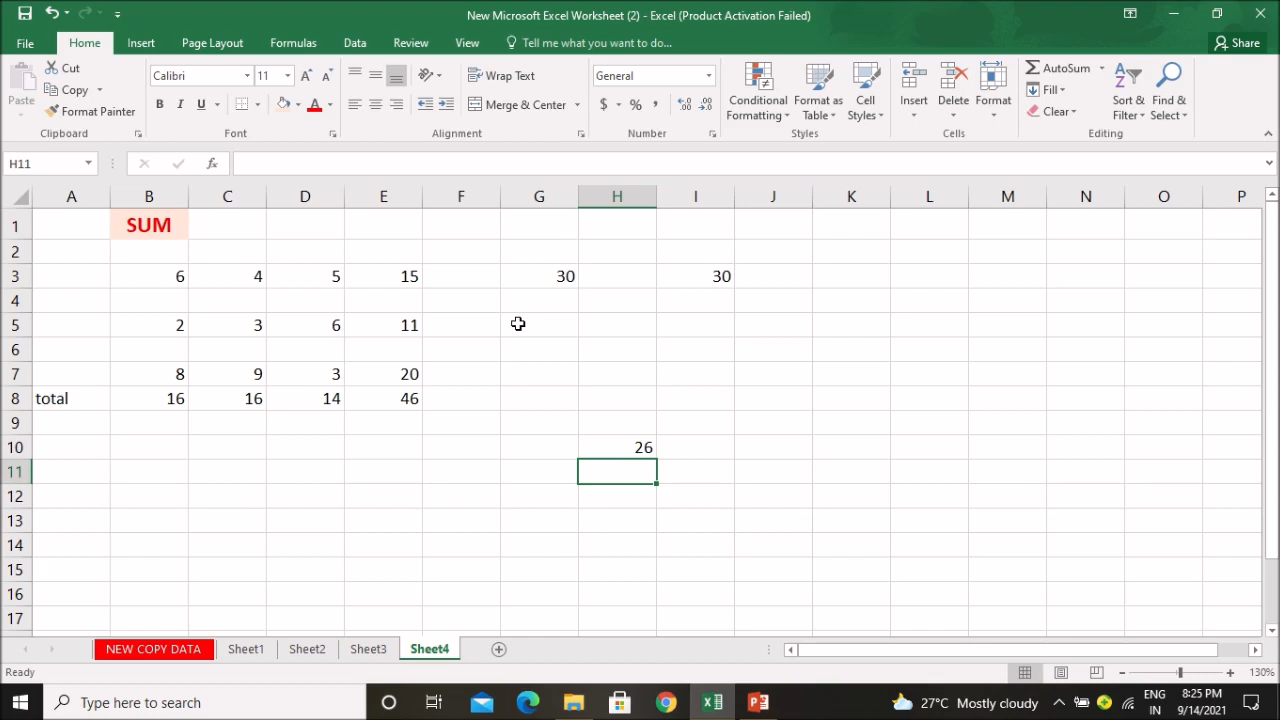 New Microsoft Excel Worksheet (2) - Excel (Product Activation Failed)
File Home Insert Page Layout Formulas Data Review View Tell me what you want to do... Share
Paste Cut Copy Format Painter Clipboard
Calibri 11 B I U A Font
Wrap Text Merge & Center Alignment
General $ % , Number
Conditional Formatting Format as Table Cell Styles Styles
Insert Delete Format Cells
AutoSum Fill Clear Sort & Filter Find & Select Editing
H11 fx
A B C D E F G H I J K L M N O P
1 SUM
2
3 6 4 5 15 30 30
4
5 2 3 6 11
6
7 8 9 3 20
8 total 16 16 14 46
9
10 26
11
12
13
14
15
16
17
NEW COPY DATA Sheet1 Sheet2 Sheet3 Sheet4
Ready 130%
Type here to search 27°C Mostly cloudy ENG IN 8:25 PM 9/14/2021